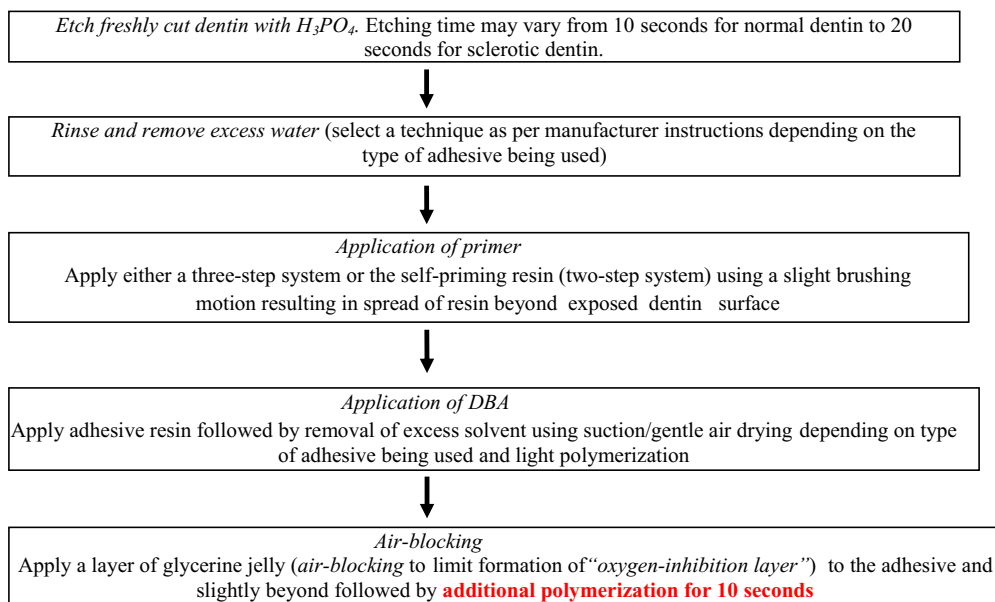 Etch freshly cut dentin with H₃PO₄. Etching time may vary from 10 seconds for normal dentin to 20
seconds for sclerotic dentin.
Rinse and remove excess water (select a technique as per manufacturer instructions depending on the
type of adhesive being used)
Application of primer
Apply either a three-step system or the self-priming resin (two-step system) using a slight brushing
motion resulting in spread of resin beyond exposed dentin surface
Application of DBA
Apply adhesive resin followed by removal of excess solvent using suction/gentle air drying depending on type
of adhesive being used and light polymerization
Air-blocking
Apply a layer of glycerine jelly (air-blocking to limit formation of “oxygen-inhibition layer”) to the adhesive and
slightly beyond followed by additional polymerization for 10 seconds